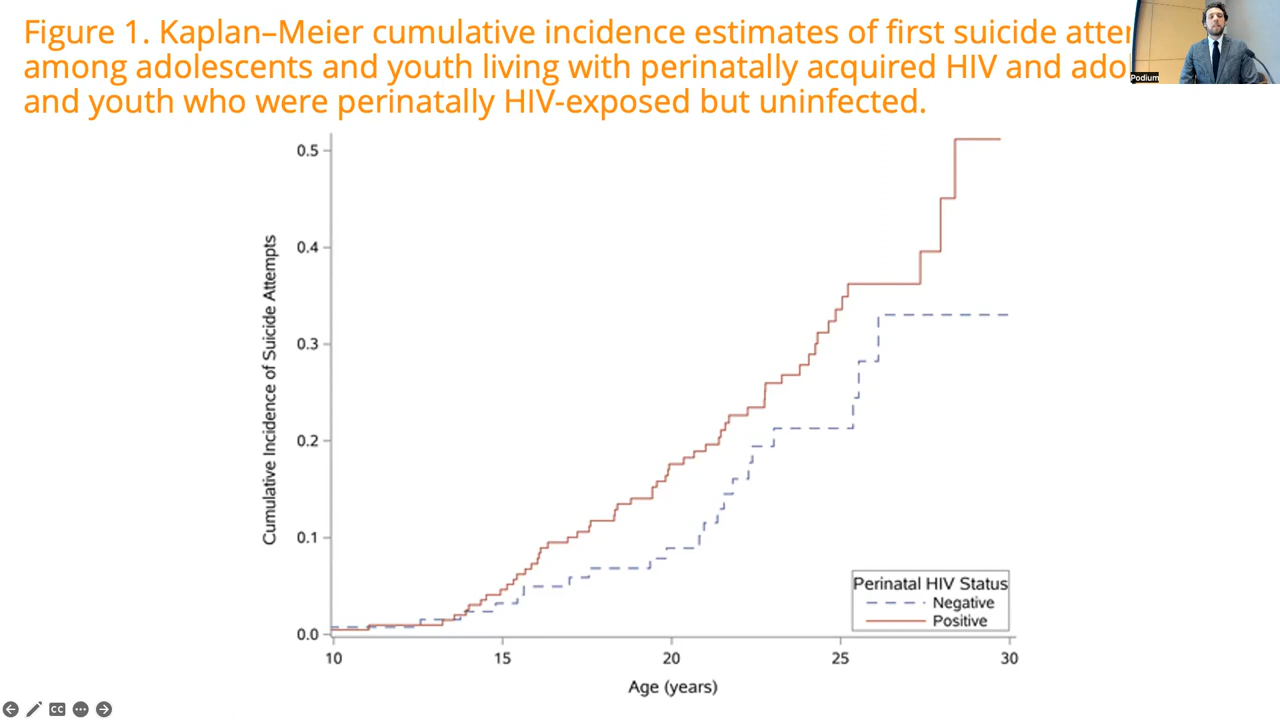 Figure 1. Kaplan–Meier cumulative incidence estimates of first suicide
among adolescents and youth living with perinatally acquired HIV and
and youth who were perinatally HIV-exposed but uninfected.
Podium
0.5
0.4
0.3
0.2
0.1
0.0
Cumulative Incidence of Suicide Attempts
Perinatal HIV Status
Negative
Positive
10 15 20 25 30
Age (years)
CC